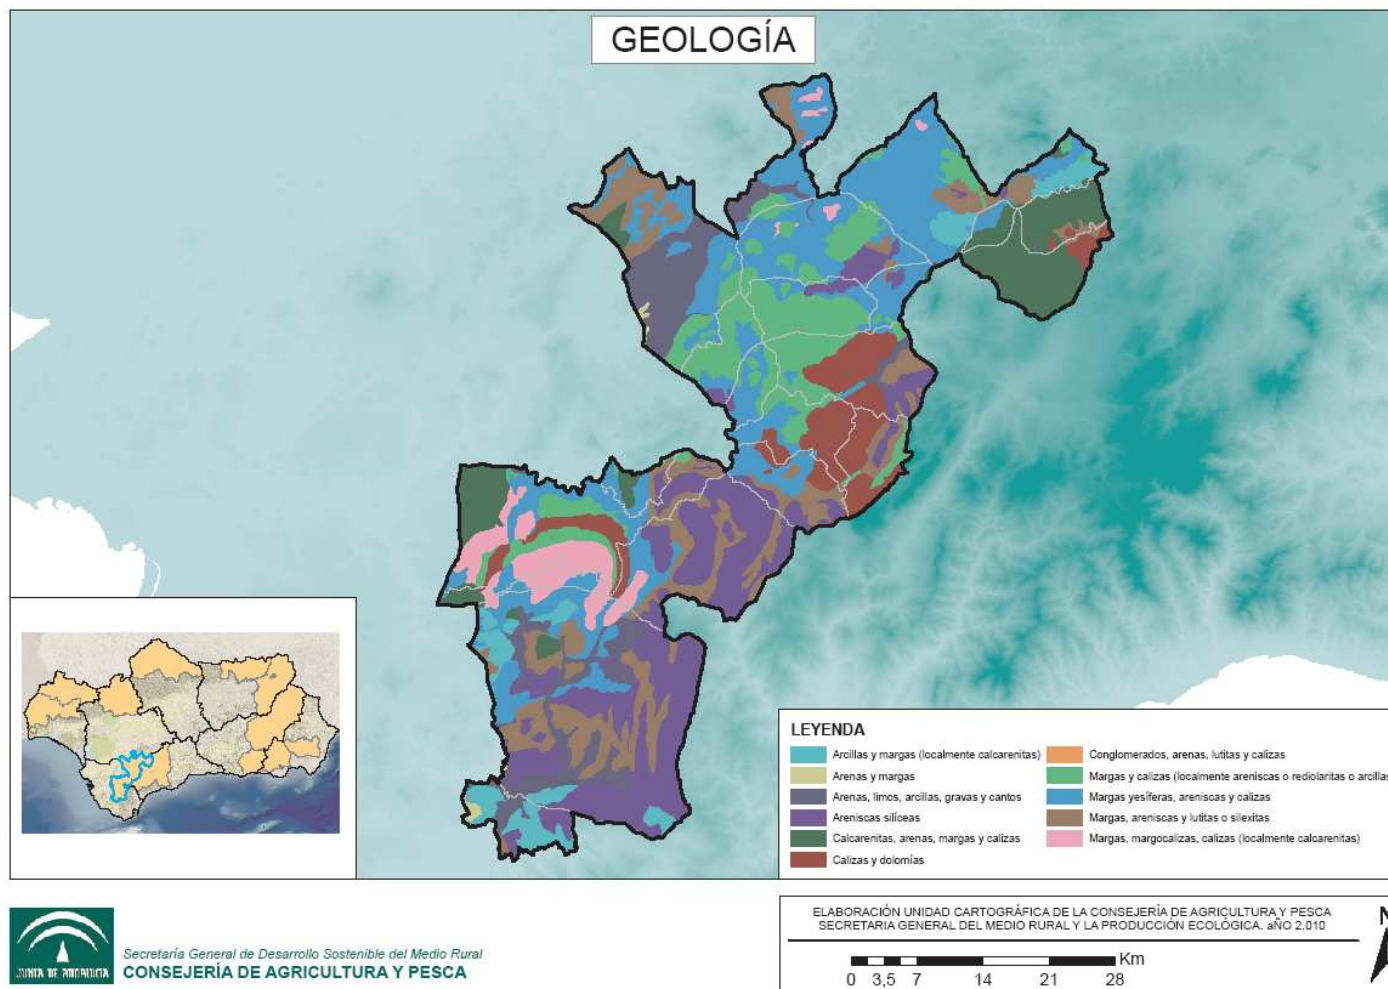 GEOLOGÍA
LEYENDA
Arcillas y margas (localmente calcarenitas)
Arenas y margas
Arenas, limos, arcillas, gravas y cantos
Areniscas silíceas
Calcarenitas, arenas, margas y calizas
Calizas y dolomías
Conglomerados, arenas, lutitas y calizas
Margas y calizas (localmente areniscas o rediolaritas o arcillas
Margas yesíferas, areniscas y calizas
Margas, areniscas y lutitas o silexitas
Margas, margocalizas, calizas (localmente calcarenitas)
JUNTA DE ANDALUCIA
Secretaría General de Desarrollo Sostenible del Medio Rural
CONSEJERÍA DE AGRICULTURA Y PESCA
ELABORACIÓN UNIDAD CARTOGRÁFICA DE LA CONSEJERÍA DE AGRICULTURA Y PESCA
SECRETARIA GENERAL DEL MEDIO RURAL Y LA PRODUCCIÓN ECOLÓGICA. aÑO 2.010
N
Km
0 3,5 7 14 21 28